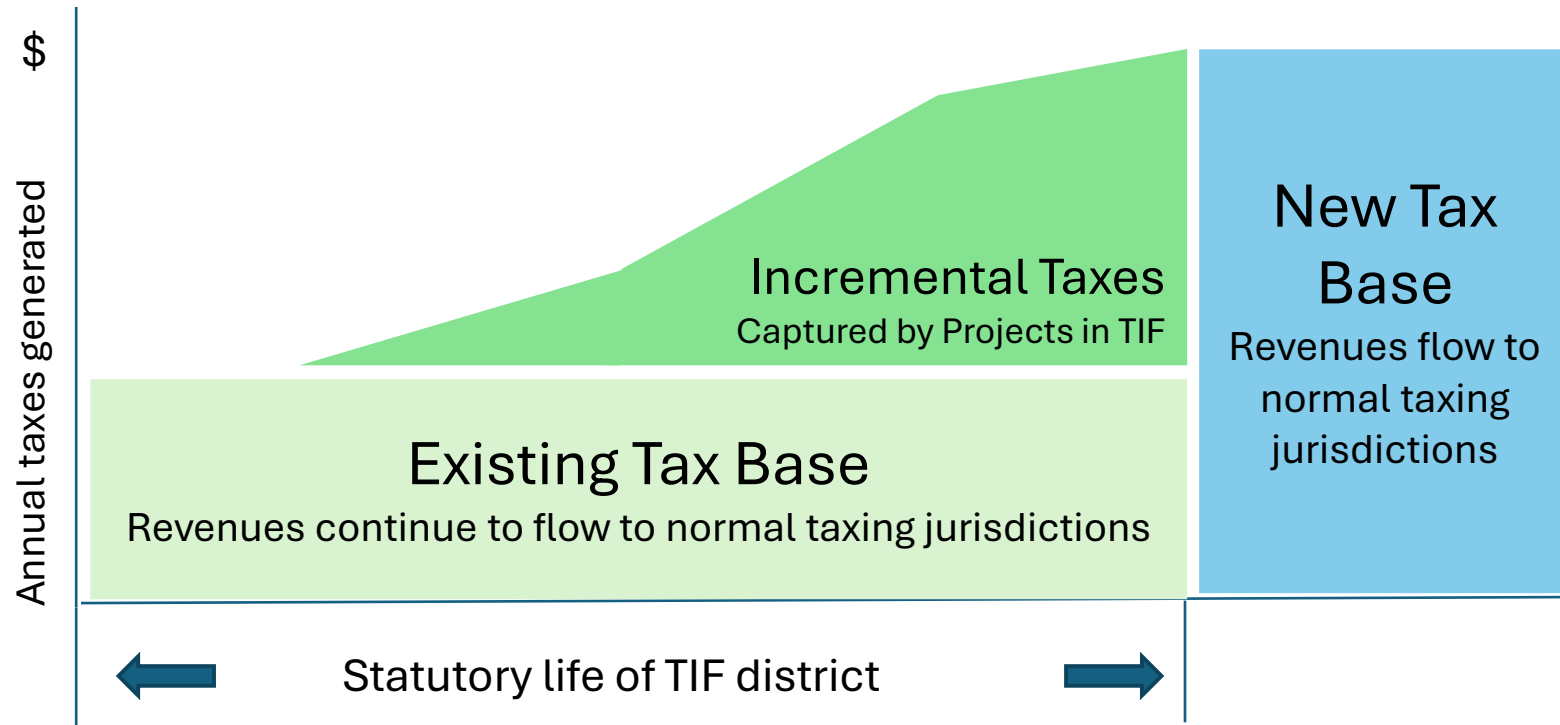 $
Annual taxes generated
Incremental Taxes
Captured by Projects in TIF
Existing Tax Base
Revenues continue to flow to normal taxing jurisdictions
New Tax
Base
Revenues flow to
normal taxing
jurisdictions
Statutory life of TIF district